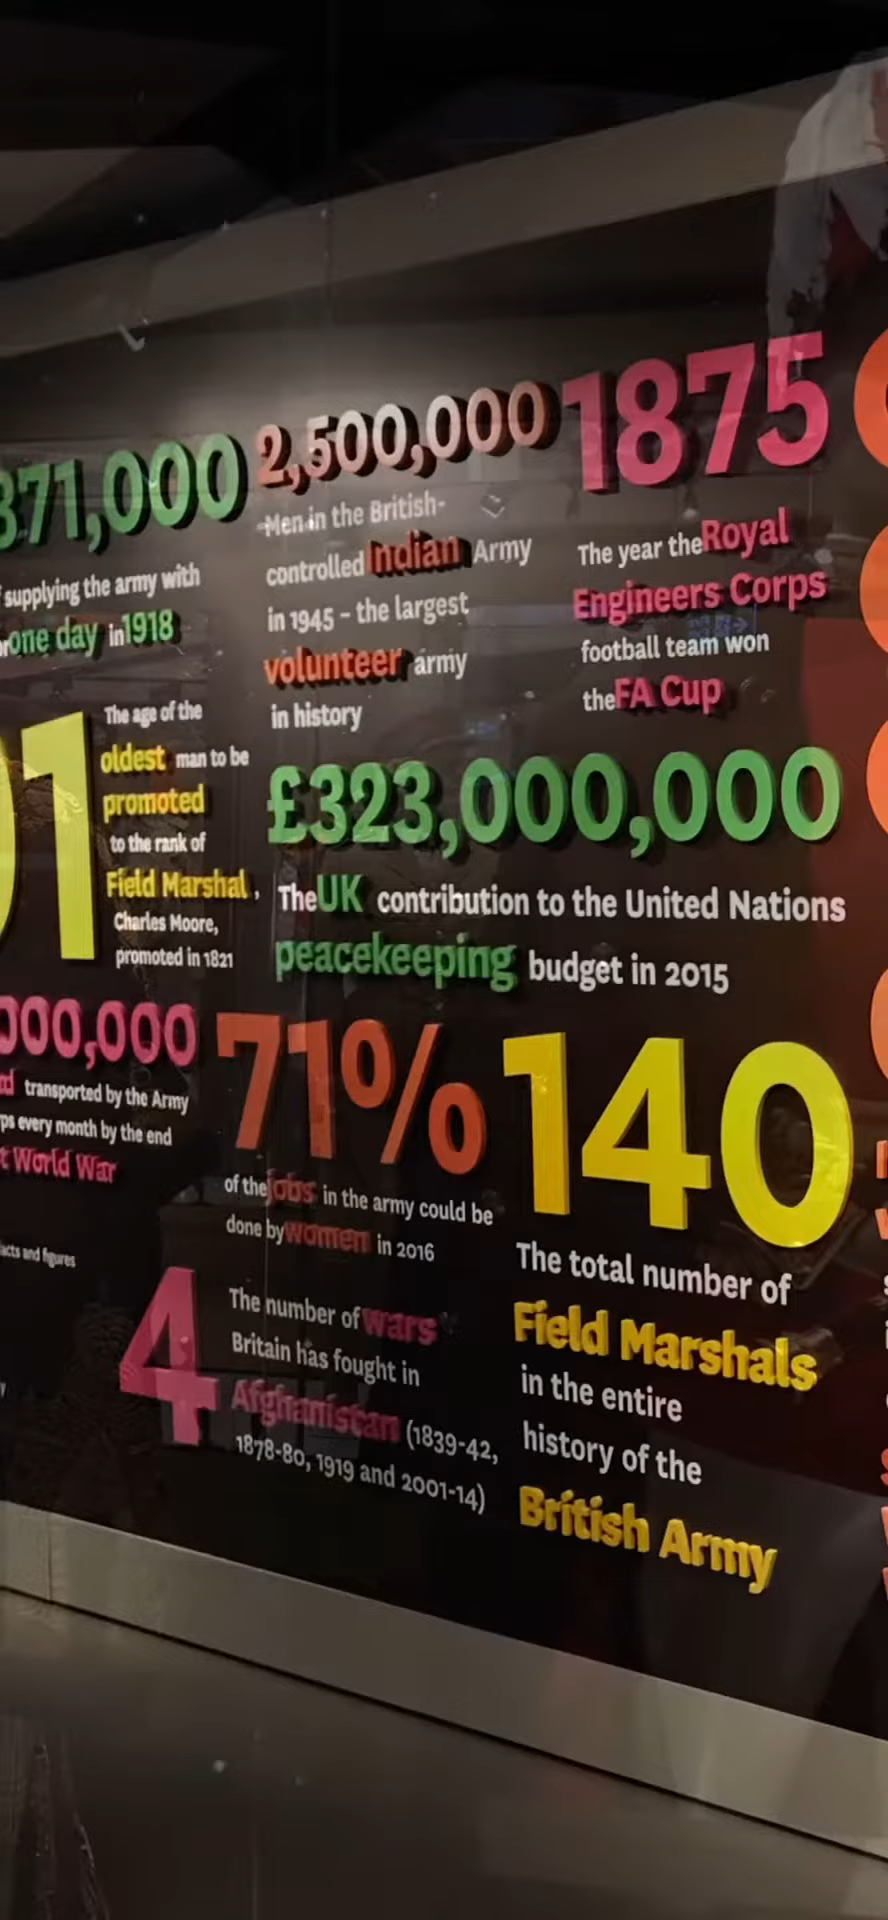 371,000
supplying the army with
one day in 1918
2,500,000
Men in the British-
controlled Indian Army
in 1945 – the largest
volunteer army
in history
1875
The year the Royal
Engineers Corps
football team won
the FA Cup
1
The age of the
oldest man to be
promoted
to the rank of
Field Marshal,
Charles Moore,
promoted in 1821
£323,000,000
The UK contribution to the United Nations
peacekeeping budget in 2015
000,000
transported by the Army
every month by the end
World War
facts and figures
71%
of the jobs in the army could be
done by women in 2016
4
The number of wars
Britain has fought in
Afghanistan (1839-42,
1878-80, 1919 and 2001-14)
140
The total number of
Field Marshals
in the entire
history of the
British Army